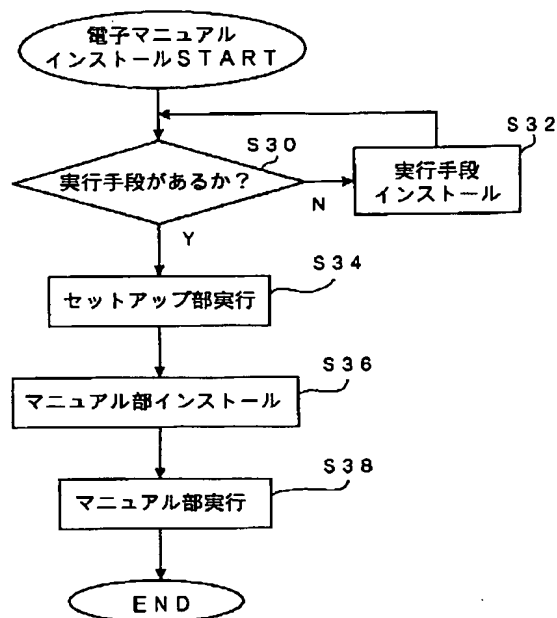 電子マニュアル
インストールSTART
S30
S32
実行手段があるか？
実行手段
インストール
N
Y
S34
セットアップ部実行
S36
マニュアル部インストール
S38
マニュアル部実行
END